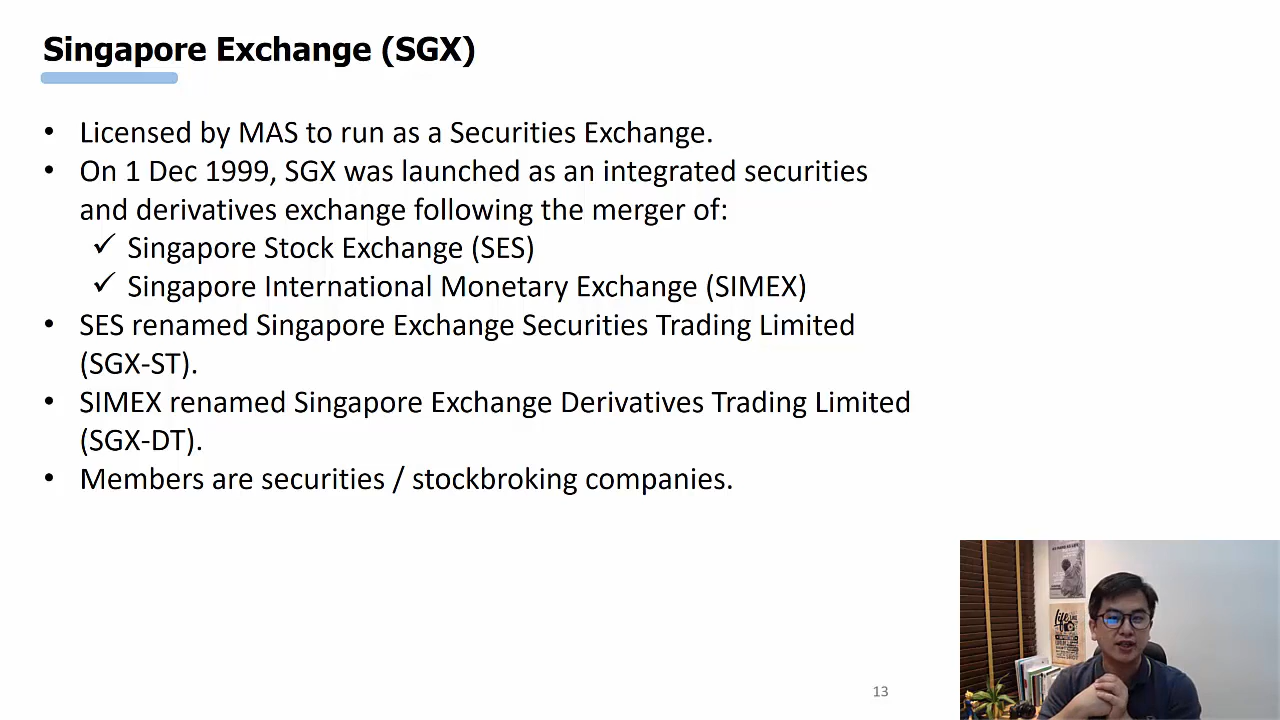 Singapore Exchange (SGX)
• Licensed by MAS to run as a Securities Exchange.
• On 1 Dec 1999, SGX was launched as an integrated securities
and derivatives exchange following the merger of:
✓ Singapore Stock Exchange (SES)
✓ Singapore International Monetary Exchange (SIMEX)
• SES renamed Singapore Exchange Securities Trading Limited
(SGX-ST).
• SIMEX renamed Singapore Exchange Derivatives Trading Limited
(SGX-DT).
• Members are securities / stockbroking companies.
13
Life